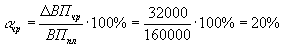 α_чр = ΔВП_чр / ВП_пл · 100% = 32000 / 160000 · 100% = 20%